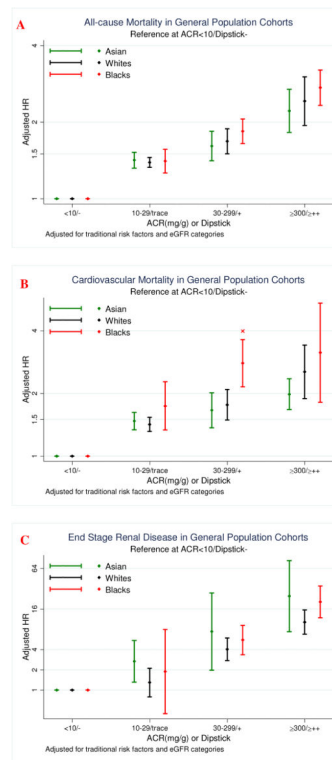 A
All-cause Mortality in General Population Cohorts
Reference at ACR<10/Dipstick-
Asian
Whites
Blacks
Adjusted HR
4
2
1.5
1
<10/-
10-29/trace
30-299/+
≥300/≥++
ACR(mg/g) or Dipstick
Adjusted for traditional risk factors and eGFR categories
B
Cardiovascular Mortality in General Population Cohorts
Reference at ACR<10/Dipstick-
Asian
Whites
Blacks
×
Adjusted HR
4
2
1.5
1
<10/-
10-29/trace
30-299/+
≥300/≥++
ACR(mg/g) or Dipstick
Adjusted for traditional risk factors and eGFR categories
C
End Stage Renal Disease in General Population Cohorts
Reference at ACR<10/Dipstick-
Asian
Whites
Blacks
Adjusted HR
64
16
4
2
1
<10/-
10-29/trace
30-299/+
≥300/≥++
ACR(mg/g) or Dipstick
Adjusted for traditional risk factors and eGFR categories